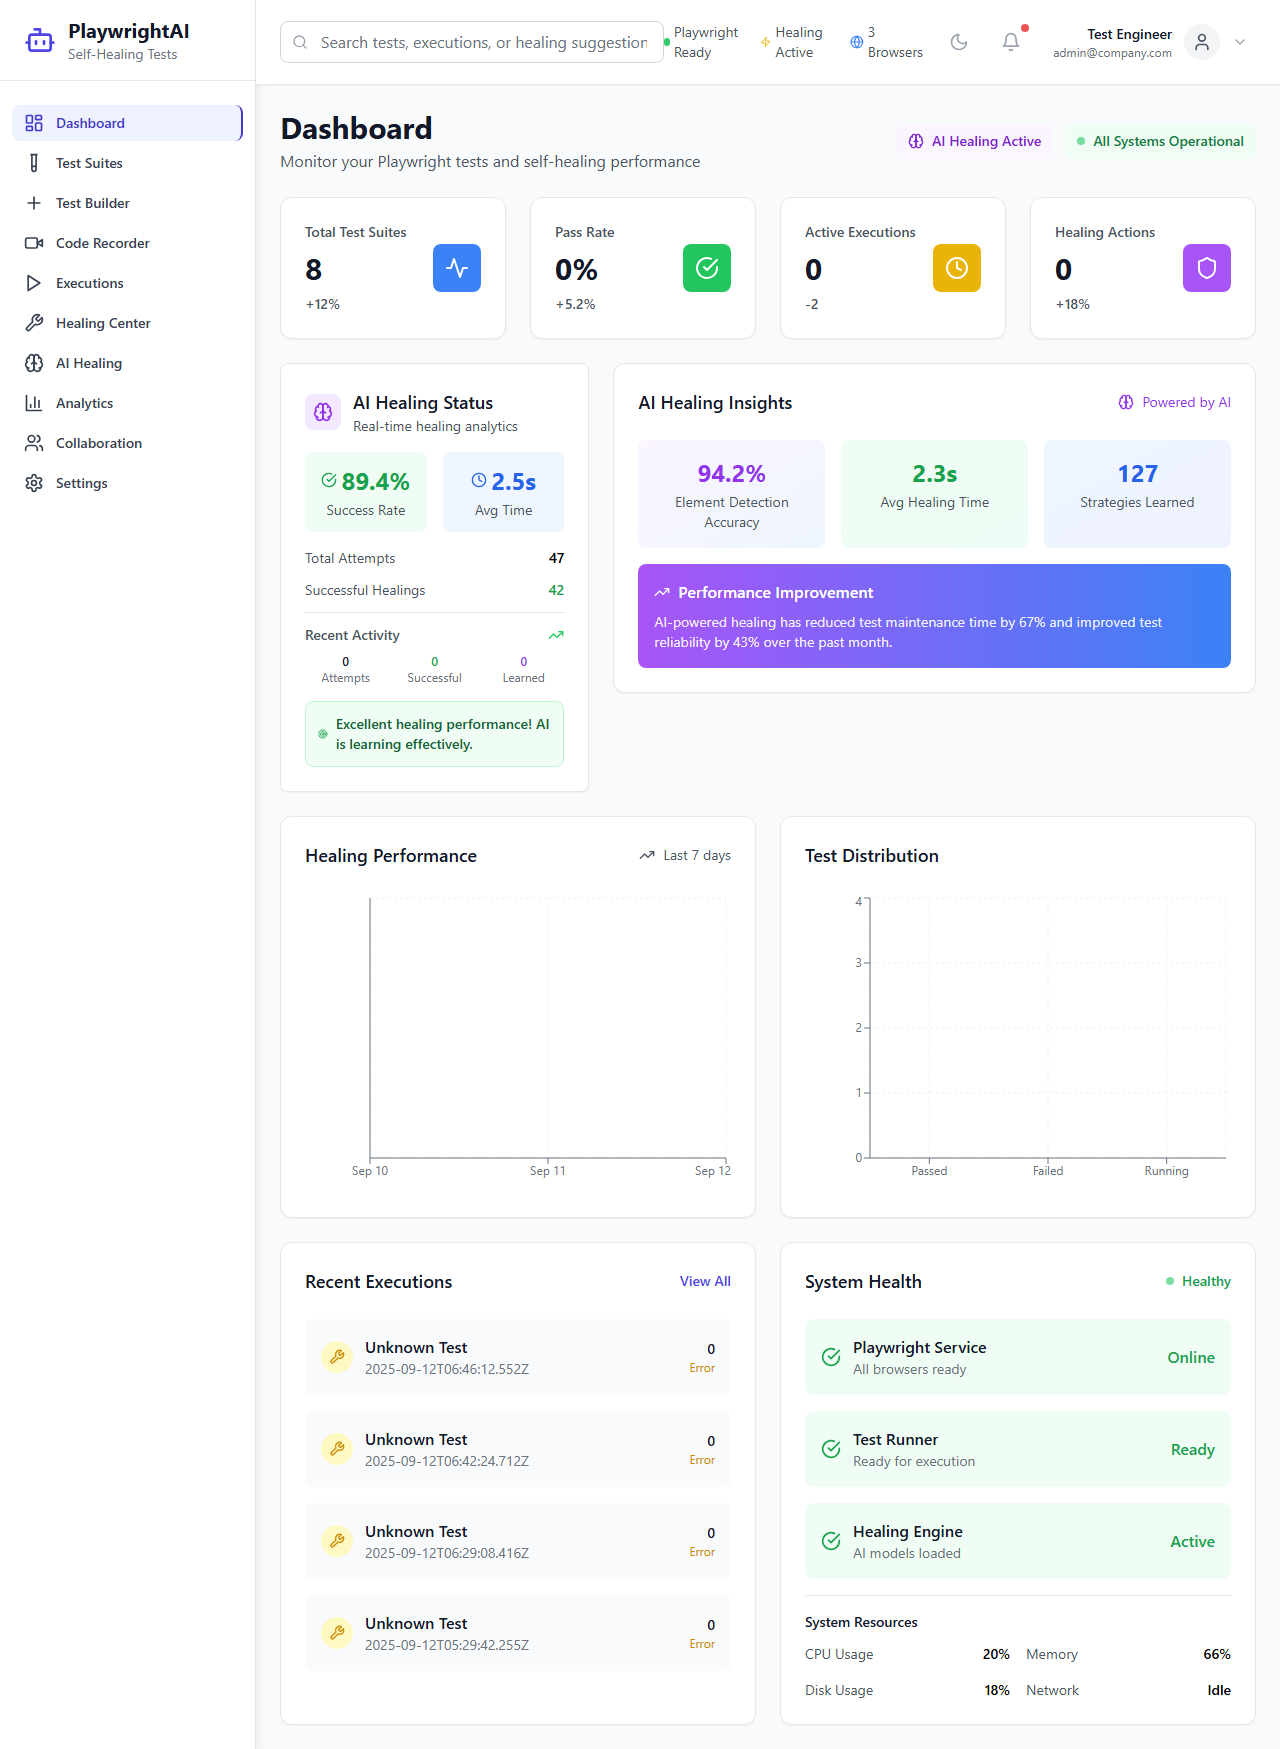 PlaywrightAI
Self-Healing Tests
Search tests, executions, or healing suggestion
Playwright
Ready
Healing
Active
3
Browsers
Test Engineer
admin@company.com
Dashboard
Test Suites
Test Builder
Code Recorder
Executions
Healing Center
AI Healing
Analytics
Collaboration
Settings
Dashboard
Monitor your Playwright tests and self-healing performance
AI Healing Active
All Systems Operational
Total Test Suites
8
+12%
Pass Rate
0%
+5.2%
Active Executions
0
-2
Healing Actions
0
+18%
AI Healing Status
Real-time healing analytics
89.4%
Success Rate
2.5s
Avg Time
Total Attempts 47
Successful Healings 42
Recent Activity
0
Attempts
0
Successful
0
Learned
Excellent healing performance! AI
is learning effectively.
AI Healing Insights
Powered by AI
94.2%
Element Detection
Accuracy
2.3s
Avg Healing Time
127
Strategies Learned
Performance Improvement
AI-powered healing has reduced test maintenance time by 67% and improved test
reliability by 43% over the past month.
Healing Performance
Last 7 days
Sep 10 Sep 11 Sep 12
Test Distribution
4
3
2
1
0
Passed Failed Running
Recent Executions
View All
Unknown Test
2025-09-12T06:46:12.552Z
0
Error
Unknown Test
2025-09-12T06:42:24.712Z
0
Error
Unknown Test
2025-09-12T06:29:08.416Z
0
Error
Unknown Test
2025-09-12T05:29:42.255Z
0
Error
System Health
Healthy
Playwright Service
All browsers ready
Online
Test Runner
Ready for execution
Ready
Healing Engine
AI models loaded
Active
System Resources
CPU Usage 20% Memory 66%
Disk Usage 18% Network Idle